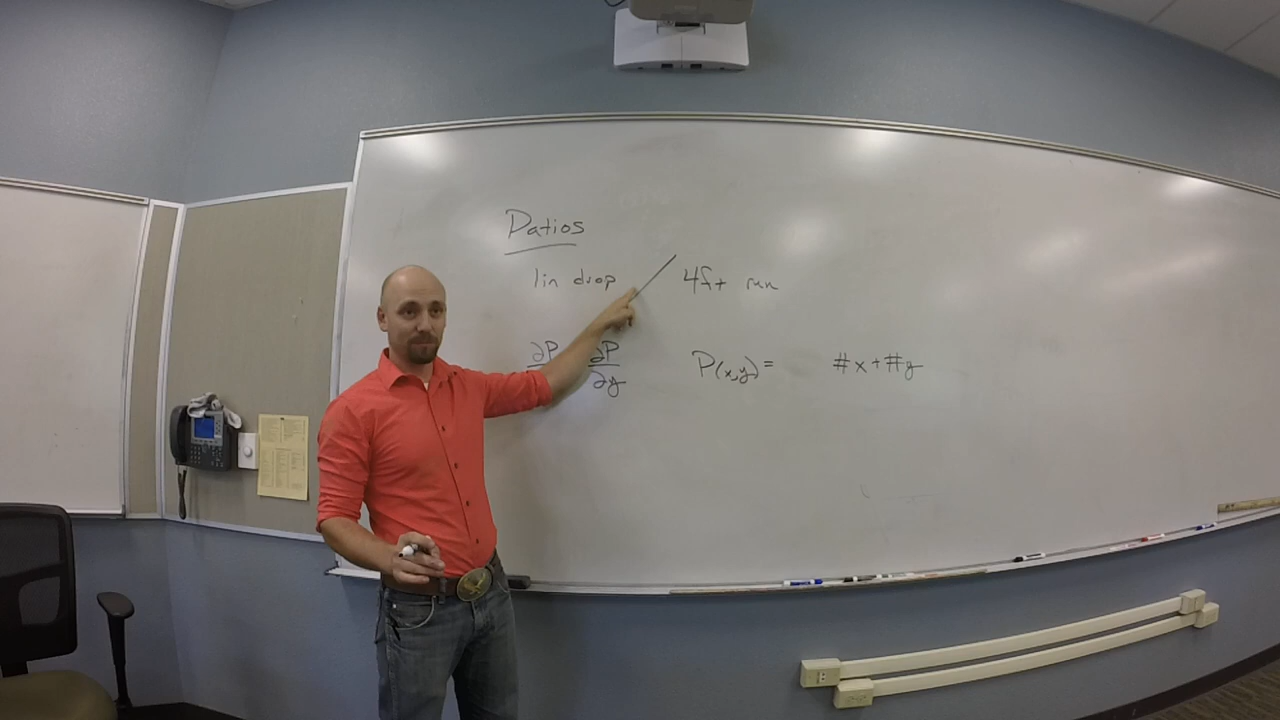 Patios
1in drop / 4ft run
∂P ∂P/∂y P(x,y)= #x+#y